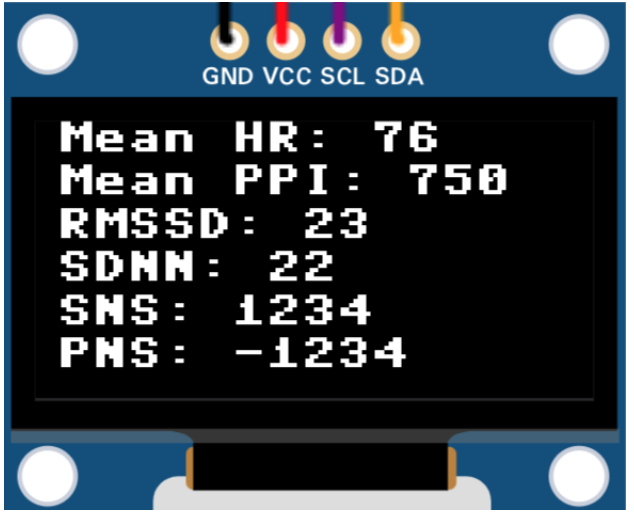 GND VCC SCL SDA
Mean HR: 76
Mean PPI: 750
RMSSD: 23
SDNN: 22
SNS: 1234
PNS: -1234